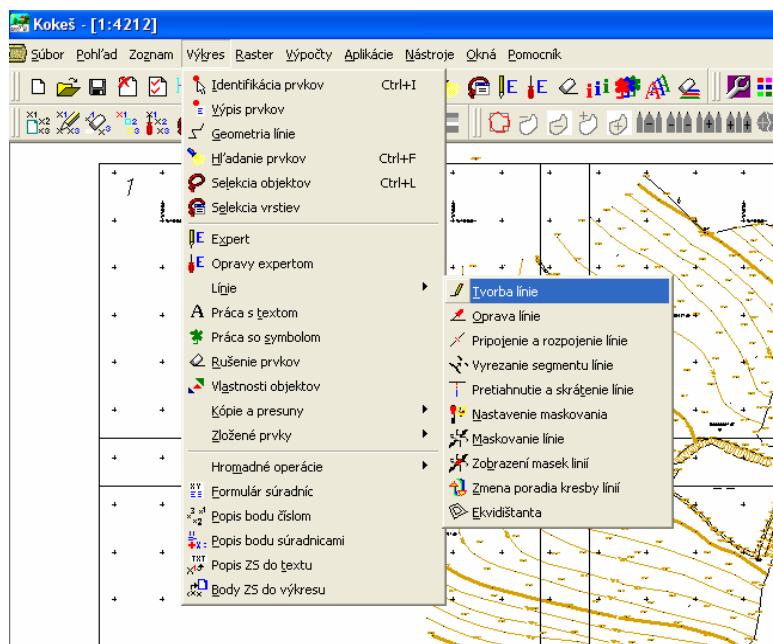 Kokeš - [1:4212]
Súbor Pohľad Zoznam Výkres Raster Výpočty Aplikácie Nástroje Okná Pomocník
Identifikácia prvkov Ctrl+I
Výpis prvkov
Geometria línie
Hľadanie prvkov Ctrl+F
Selekcia objektov Ctrl+L
Selekcia vrstiev
Expert
Opravy expertom
Línie
Práca s textom
Práca so symbolom
Rušenie prvkov
Vlastnosti objektov
Kópie a presuny
Zložené prvky
Hromadné operácie
Formulár súradníc
Popis bodu číslom
Popis bodu súradnicami
Popis ZS do textu
Body ZS do výkresu
Tvorba línie
Oprava línie
Pripojenie a rozpojenie línie
Vyrezanie segmentu línie
Pretiahnutie a skrátenie línie
Nastavenie maskovania
Maskovanie línie
Zobrazení masek linií
Zmena poradia kresby línií
Ekvidištanta
1